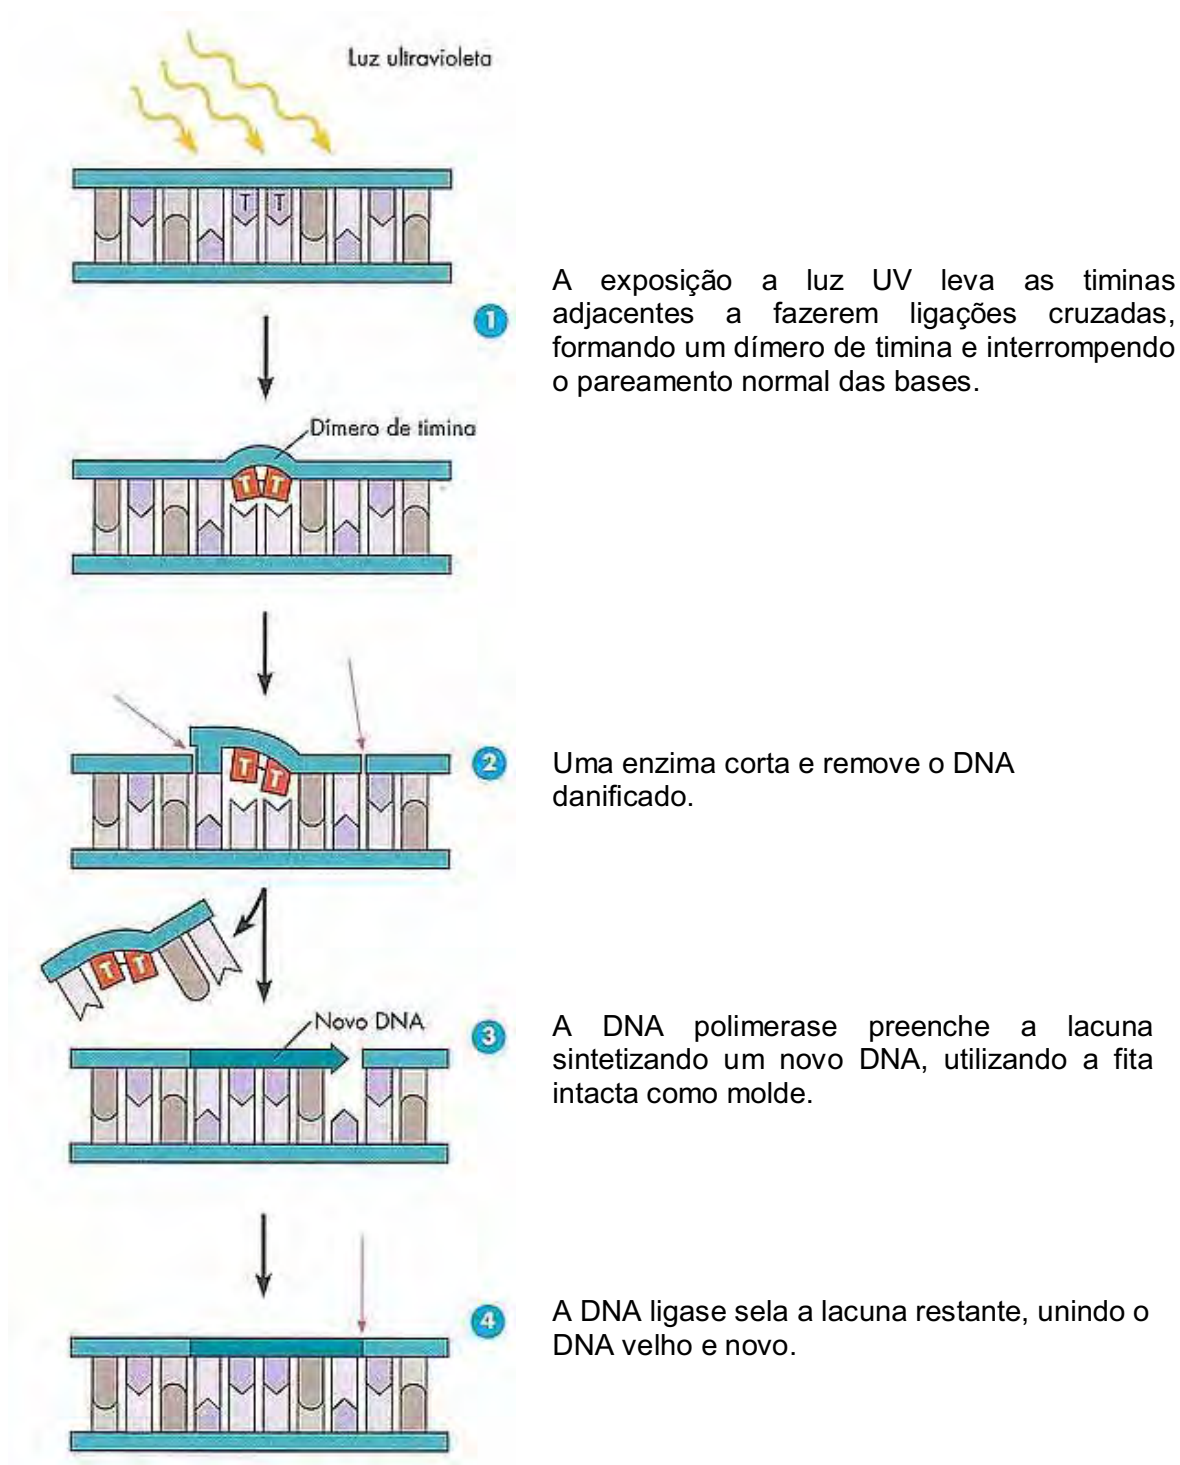 Luz ultravioleta
T T
1
A exposição a luz UV leva as timinas
adjacentes a fazerem ligações cruzadas,
formando um dímero de timina e interrompendo
o pareamento normal das bases.
Dímero de timina
T T
2
Uma enzima corta e remove o DNA
danificado.
T T
T T
Novo DNA
3
A DNA polimerase preenche a lacuna
sintetizando um novo DNA, utilizando a fita
intacta como molde.
4
A DNA ligase sela a lacuna restante, unindo o
DNA velho e novo.